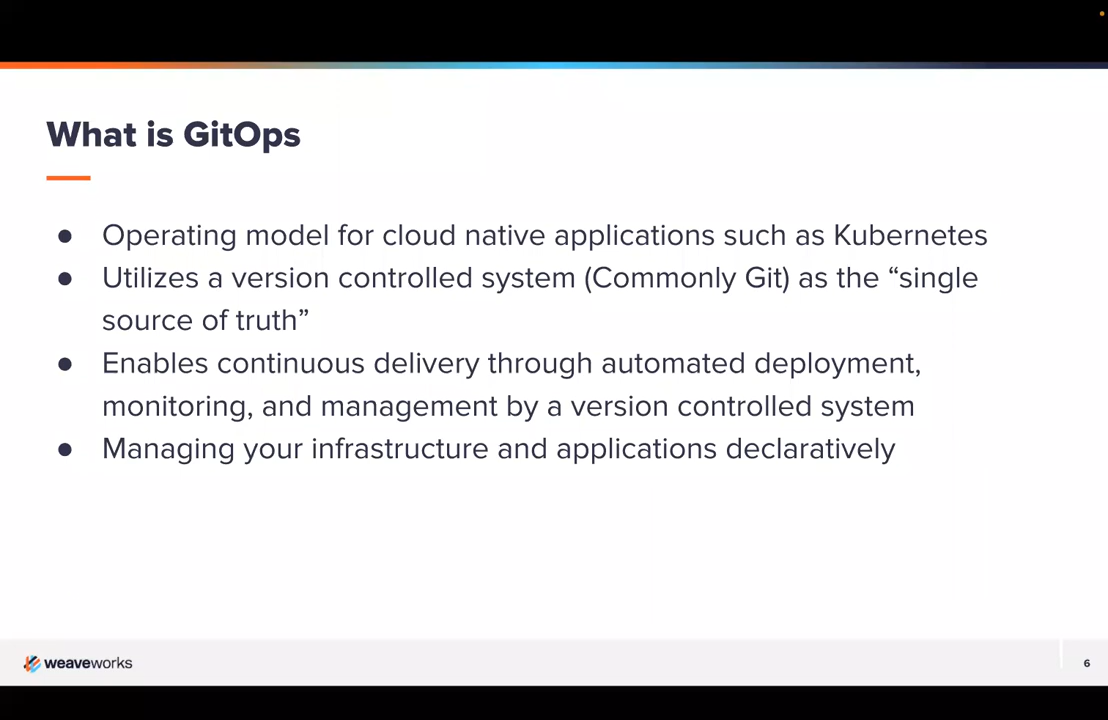 What is GitOps
● Operating model for cloud native applications such as Kubernetes
● Utilizes a version controlled system (Commonly Git) as the “single
source of truth”
● Enables continuous delivery through automated deployment,
monitoring, and management by a version controlled system
● Managing your infrastructure and applications declaratively
weaveworks
6